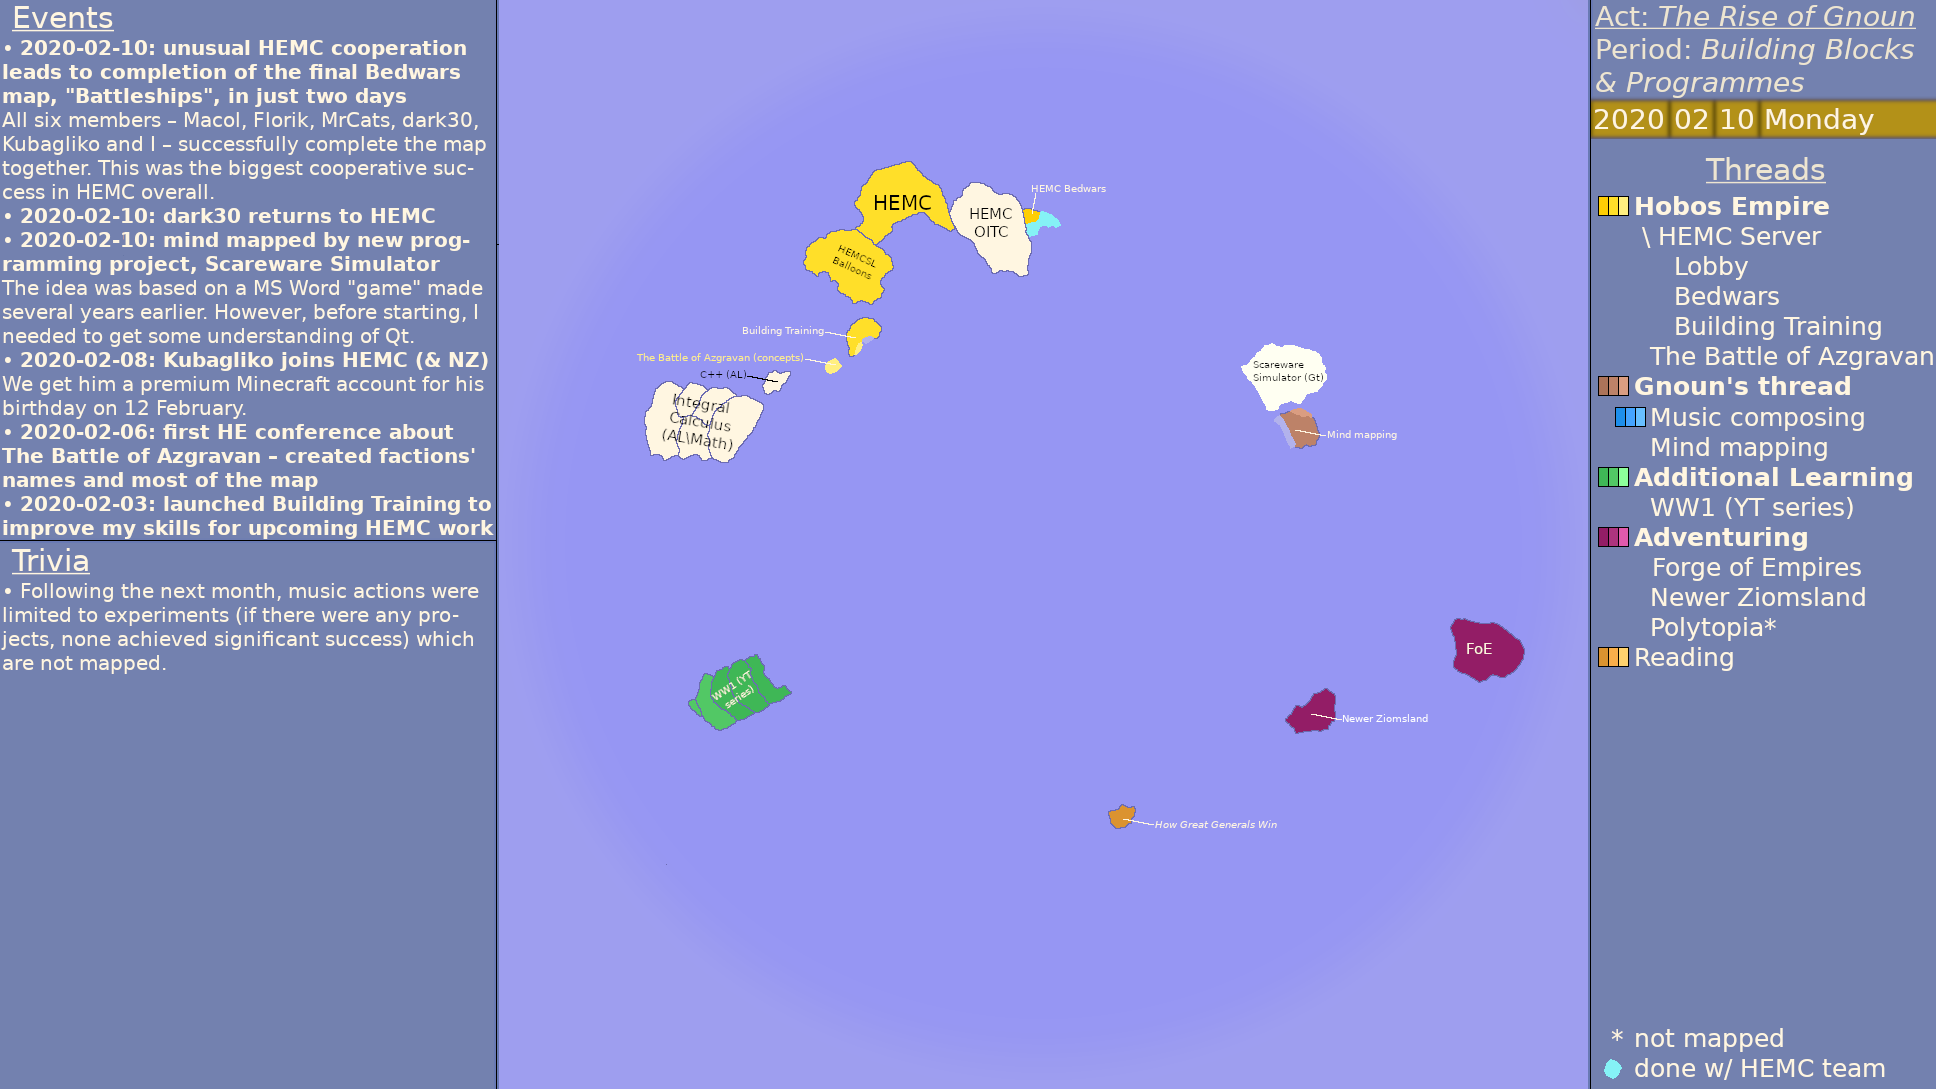 Events
• 2020-02-10: unusual HEMC cooperation
leads to completion of the final Bedwars
map, "Battleships", in just two days
All six members – Macol, Florik, MrCats, dark30,
Kubagliko and I – successfully complete the map
together. This was the biggest cooperative suc-
cess in HEMC overall.
• 2020-02-10: dark30 returns to HEMC
• 2020-02-10: mind mapped by new prog-
ramming project, Scareware Simulator
The idea was based on a MS Word "game" made
several years earlier. However, before starting, I
needed to get some understanding of Qt.
• 2020-02-08: Kubagliko joins HEMC (& NZ)
We get him a premium Minecraft account for his
birthday on 12 February.
• 2020-02-06: first HE conference about
The Battle of Azgravan – created factions'
names and most of the map
• 2020-02-03: launched Building Training to
improve my skills for upcoming HEMC work
Trivia
• Following the next month, music actions were
limited to experiments (if there were any pro-
jects, none achieved significant success) which
are not mapped.
HEMC
HEMC
OITC
HEMC Bedwars
HEMCSL
Balloons
Building Training
The Battle of Azgravan (concepts)
C++ (AL)
Integral
Calculus
(AL\Math)
Scareware
Simulator (Gt)
Mind mapping
WW1 (YT
series)
FoE
Newer Ziomsland
How Great Generals Win
Act: The Rise of Gnoun
Period: Building Blocks
& Programmes
2020 02 10 Monday
Threads
Hobos Empire
\ HEMC Server
Lobby
Bedwars
Building Training
The Battle of Azgravan
Gnoun's thread
Music composing
Mind mapping
Additional Learning
WW1 (YT series)
Adventuring
Forge of Empires
Newer Ziomsland
Polytopia*
Reading
* not mapped
done w/ HEMC team